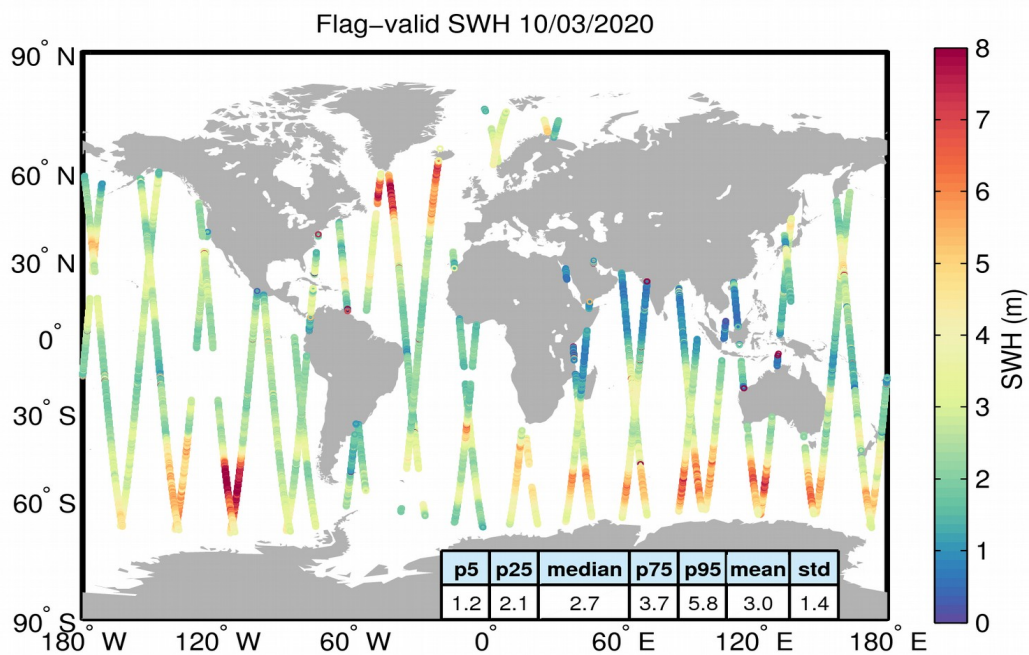 Flag−valid SWH 10/03/2020
90° N
60° N
30° N
0°
30° S
60° S
90° S
180° W
120° W
60° W
0°
60° E
120° E
180° E
p5 p25 median p75 p95 mean std
1.2 2.1 2.7 3.7 5.8 3.0 1.4
8
7
6
5
4
3
2
1
0
SWH (m)